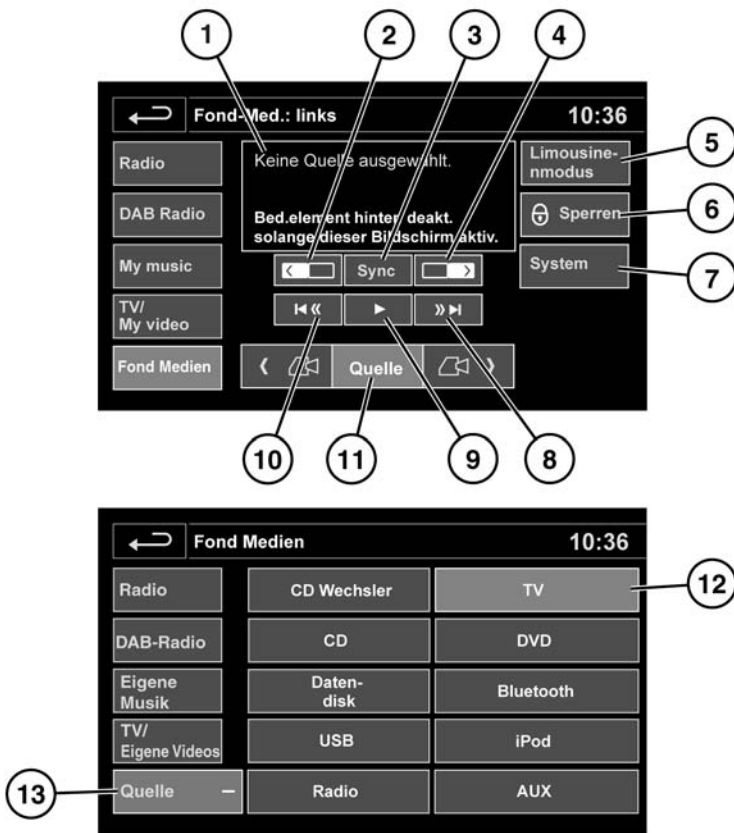 1 2 3 4
Fond-Med.: links 10:36
Radio
Keine Quelle ausgewählt.
Limousine-
nmodus
5
DAB Radio
Bed.element hinten deakt.
solange dieser Bildschirm aktiv.
Sperren
6
My music
Sync
System
7
TV/
My video
Fond Medien
Quelle
10 11 9 8
Fond Medien 10:36
Radio CD Wechsler TV 12
DAB-Radio CD DVD
Eigene
Musik
Daten-
disk
Bluetooth
TV/
Eigene Videos
USB iPod
13 Quelle – Radio AUX